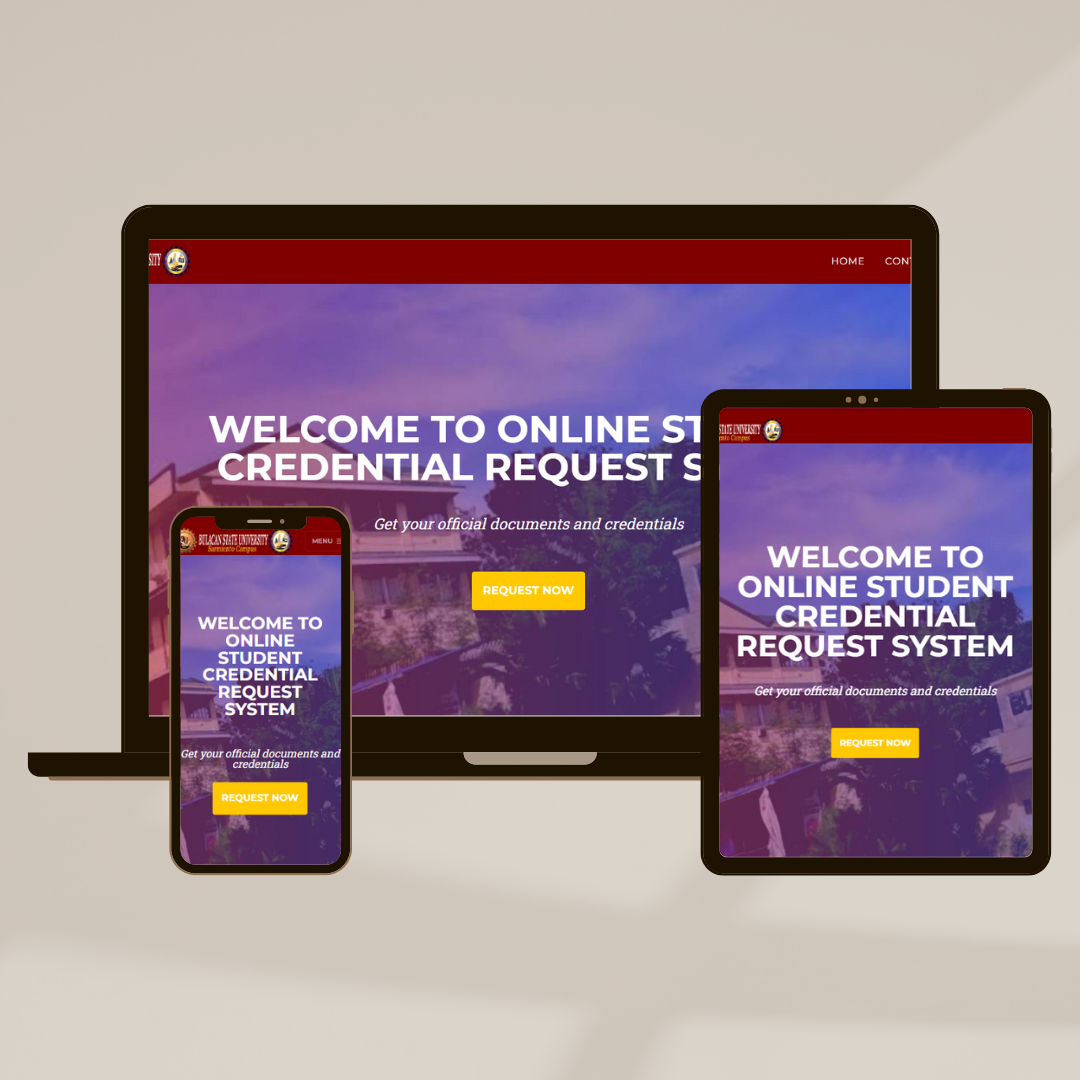 SITY
HOME CON
WELCOME TO ONLINE ST
CREDENTIAL REQUEST S
Get your official documents and credentials
REQUEST NOW
BULACAN STATE UNIVERSITY
Sarmiento Campus
MENU
WELCOME TO
ONLINE
STUDENT
CREDENTIAL
REQUEST
SYSTEM
Get your official documents and
credentials
REQUEST NOW
STATE UNIVERSITY
ento Campus
WELCOME TO
ONLINE STUDENT
CREDENTIAL
REQUEST SYSTEM
Get your official documents and credentials
REQUEST NOW